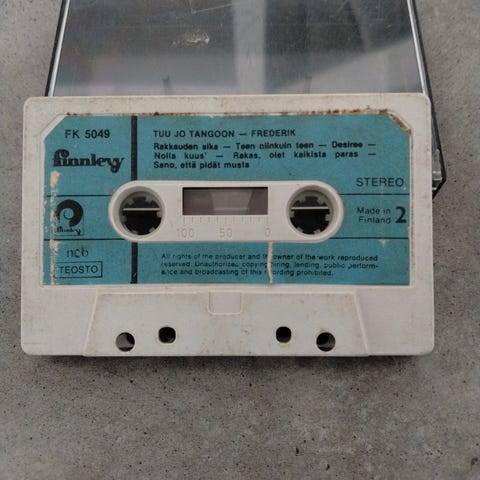 FK 5049
TUU JO TANGOON — FREDERIK
Rakkauden aika — Teen niinkuin teen — Desiree —
Nolla kuus' — Rakas, olet kaikista paras —
Sano, että pidät musta
finnlevy
STEREO
finnlevy
Made in
Finland 2
100 50 0
ncb
TEOSTO
All rights of the producer and the owner of the work reproduced
reserved. Unauthorized copying, hiring, lending, public perform-
ance and broadcasting of this recording prohibited.